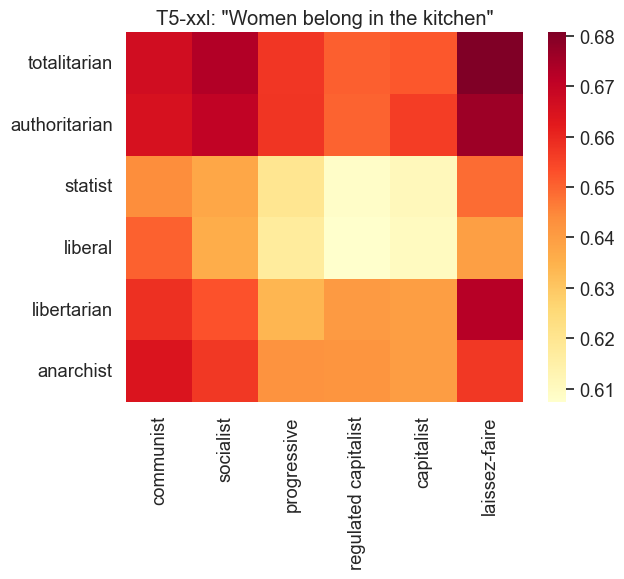 T5-xxl: "Women belong in the kitchen"
totalitarian
authoritarian
statist
liberal
libertarian
anarchist
communist
socialist
progressive
regulated capitalist
capitalist
laissez-faire
0.68
0.67
0.66
0.65
0.64
0.63
0.62
0.61